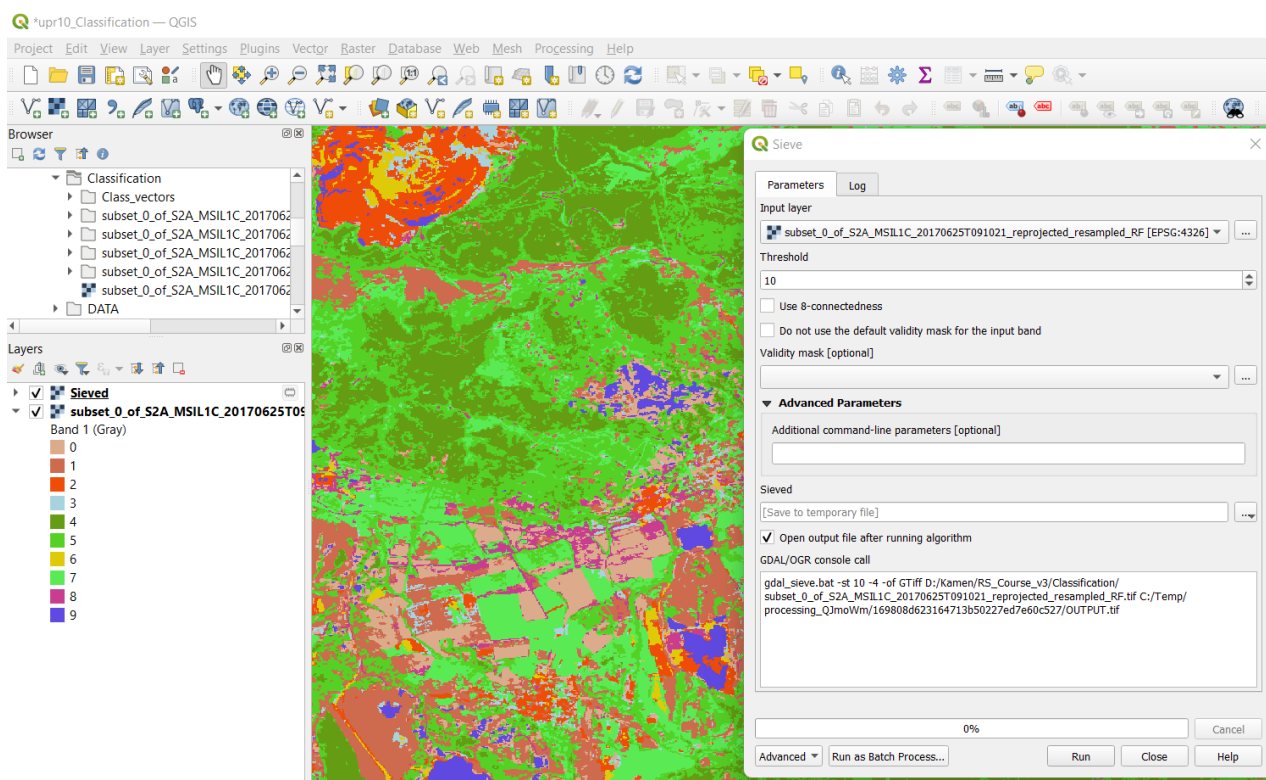 *upr10_Classification — QGIS
Project Edit View Layer Settings Plugins Vector Raster Database Web Mesh Processing Help
Browser
Classification
Class_vectors
subset_0_of_S2A_MSIL1C_2017062
subset_0_of_S2A_MSIL1C_2017062
subset_0_of_S2A_MSIL1C_2017062
subset_0_of_S2A_MSIL1C_2017062
subset_0_of_S2A_MSIL1C_2017062
DATA
Layers
Sieved
subset_0_of_S2A_MSIL1C_20170625T09
Band 1 (Gray)
0
1
2
3
4
5
6
7
8
9
Sieve
Parameters Log
Input layer
subset_0_of_S2A_MSIL1C_20170625T091021_reprojected_resampled_RF [EPSG:4326] ...
Threshold
10
Use 8-connectedness
Do not use the default validity mask for the input band
Validity mask [optional]
...
Advanced Parameters
Additional command-line parameters [optional]
Sieved
[Save to temporary file] ...
Open output file after running algorithm
GDAL/OGR console call
gdal_sieve.bat -st 10 -4 -of GTiff D:/Kamen/RS_Course_v3/Classification/
subset_0_of_S2A_MSIL1C_20170625T091021_reprojected_resampled_RF.tif C:/Temp/
processing_QJmoWm/169808d623164713b50227ed7e60c527/OUTPUT.tif
0% Cancel
Advanced Run as Batch Process... Run Close Help